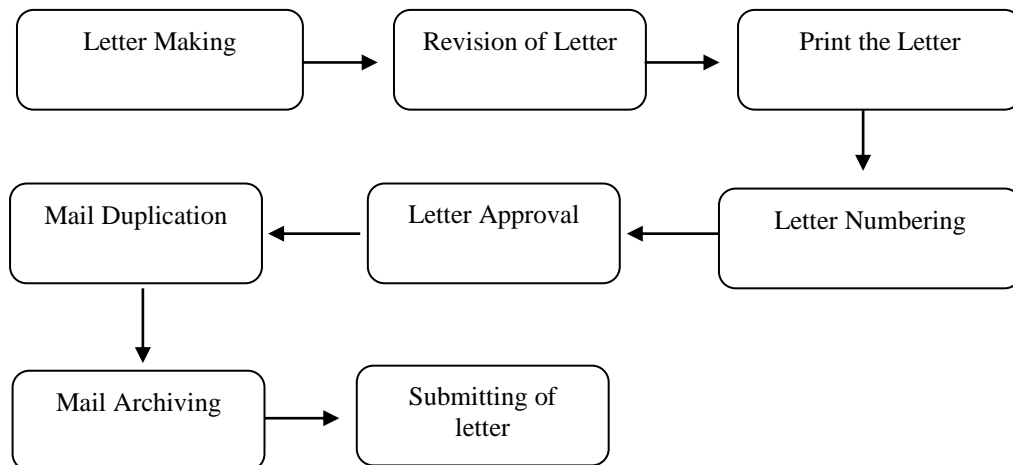 Letter Making
Revision of Letter
Print the Letter
Letter Numbering
Letter Approval
Mail Duplication
Mail Archiving
Submitting of
letter